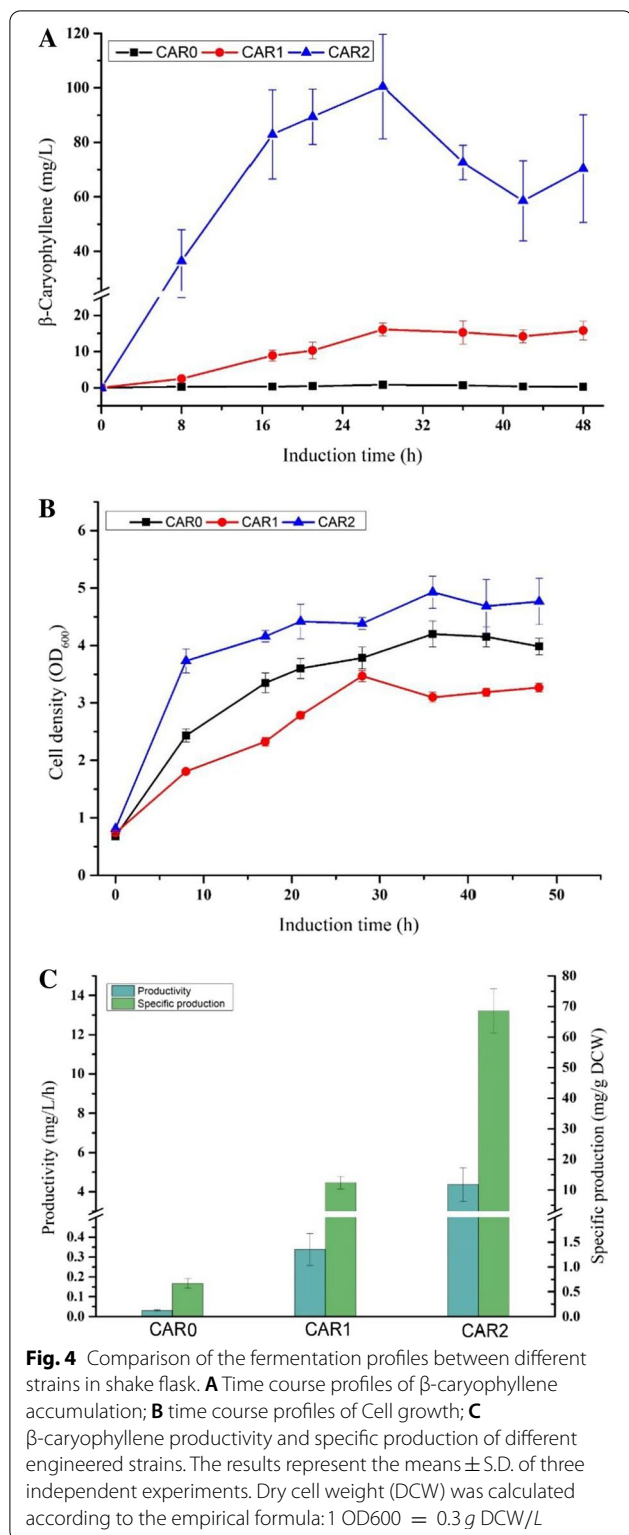 A
CAR0 CAR1 CAR2
120
100
80
60
40
20
10
0
β-Caryophyllene (mg/L)
0 8 16 24 32 40 48
Induction time (h)
B
CAR0 CAR1 CAR2
6
5
4
3
2
1
0
Cell density (OD600)
0 10 20 30 40 50
Induction time (h)
C
Productivity
Specific production
14
12
10
8
6
4
0.4
0.3
0.2
0.1
0.0
Productivity (mg/L/h)
80
70
60
50
40
30
20
10
1.5
1.0
0.5
0.0
Specific production (mg/g DCW)
CAR0 CAR1 CAR2
Fig. 4 Comparison of the fermentation profiles between different
strains in shake flask. A Time course profiles of β-caryophyllene
accumulation; B time course profiles of Cell growth; C
β-caryophyllene productivity and specific production of different
engineered strains. The results represent the means ± S.D. of three
independent experiments. Dry cell weight (DCW) was calculated
according to the empirical formula: 1 OD600 = 0.3 g DCW/L